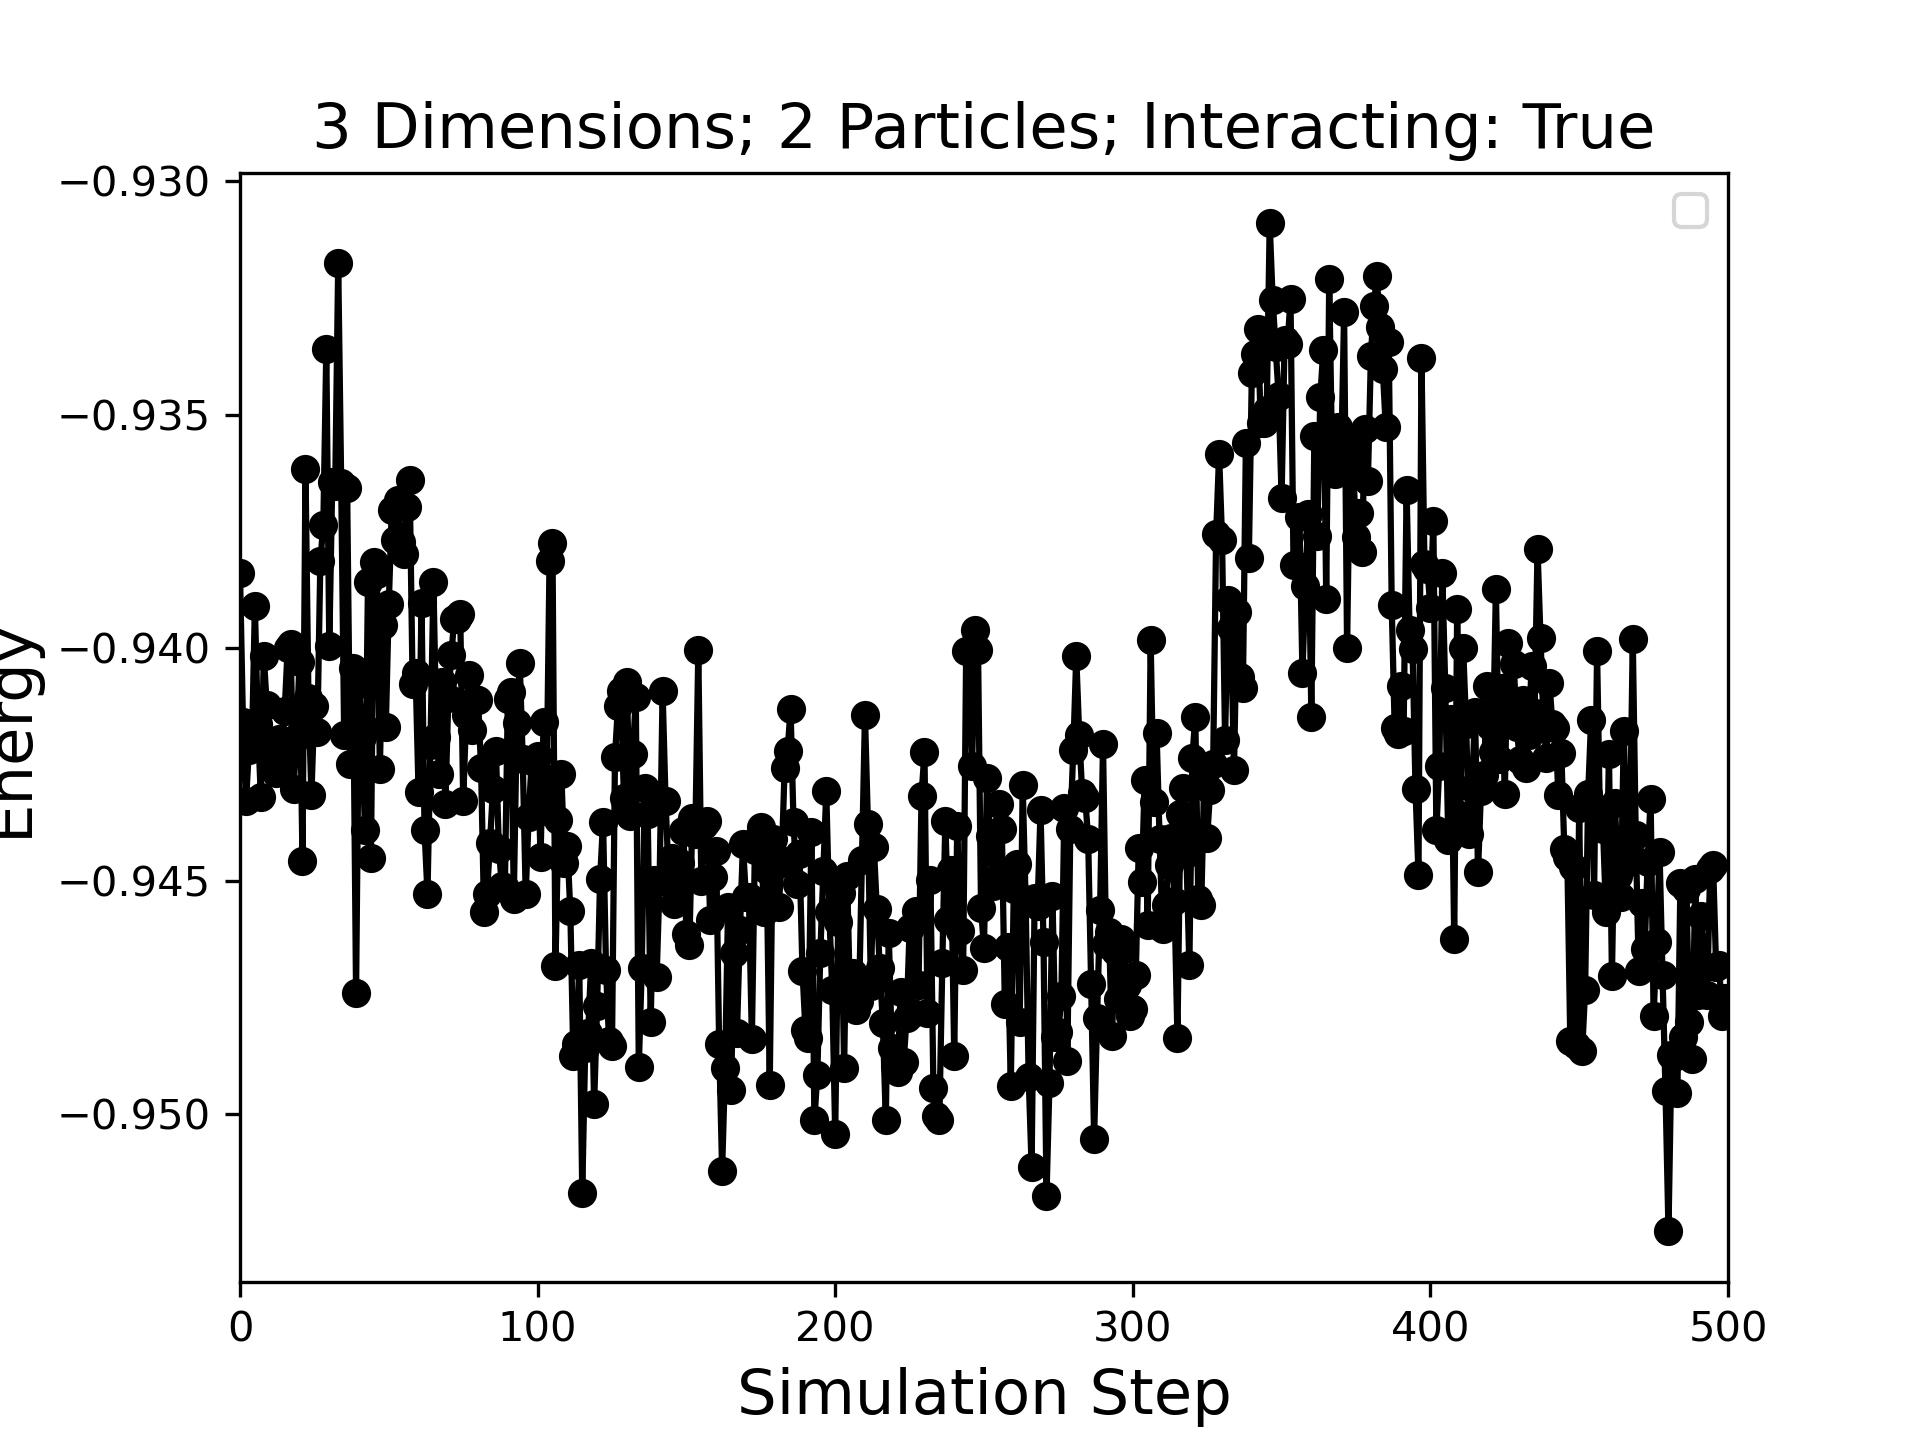 3 Dimensions; 2 Particles; Interacting: True
−0.930
−0.935
−0.940
−0.945
−0.950
Energy
0 100 200 300 400 500
Simulation Step